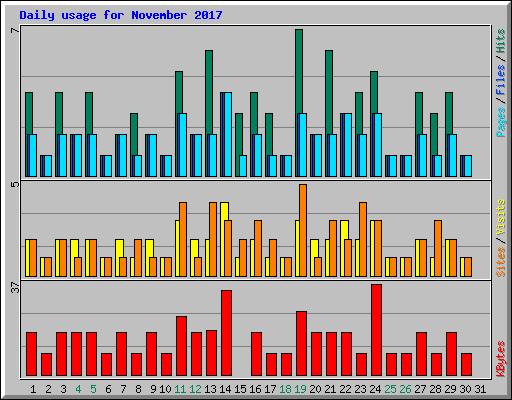 Daily usage for November 2017
7
Pages / Files / Hits
5
Sites / Visits
37
KBytes
1 2 3 4 5 6 7 8 9 10 11 12 13 14 15 16 17 18 19 20 21 22 23 24 25 26 27 28 29 30 31